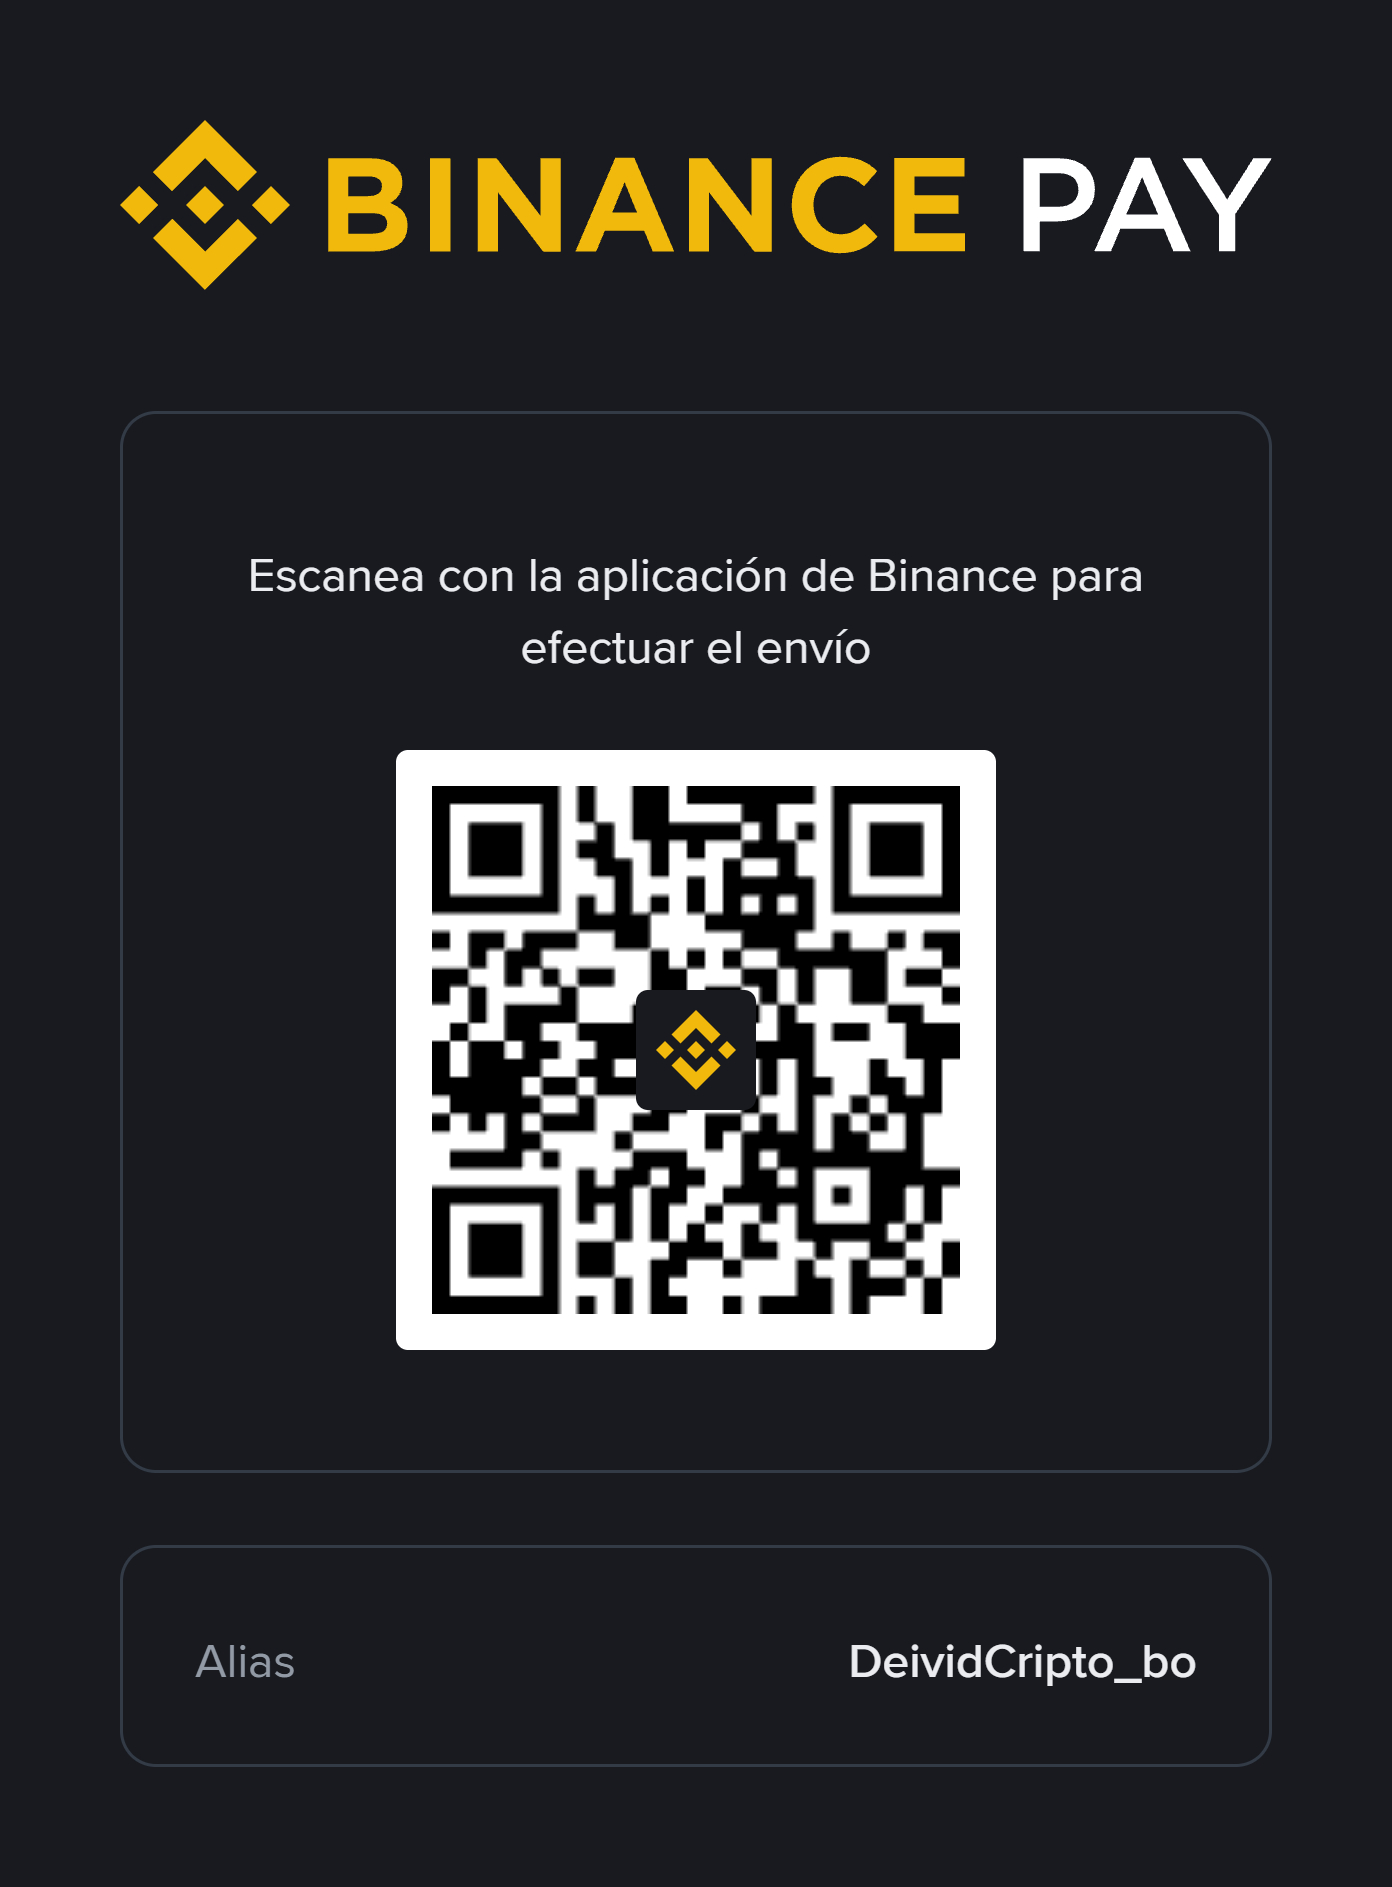 BINANCE PAY
Escanea con la aplicación de Binance para
efectuar el envío
Alias
DeividCripto_bo